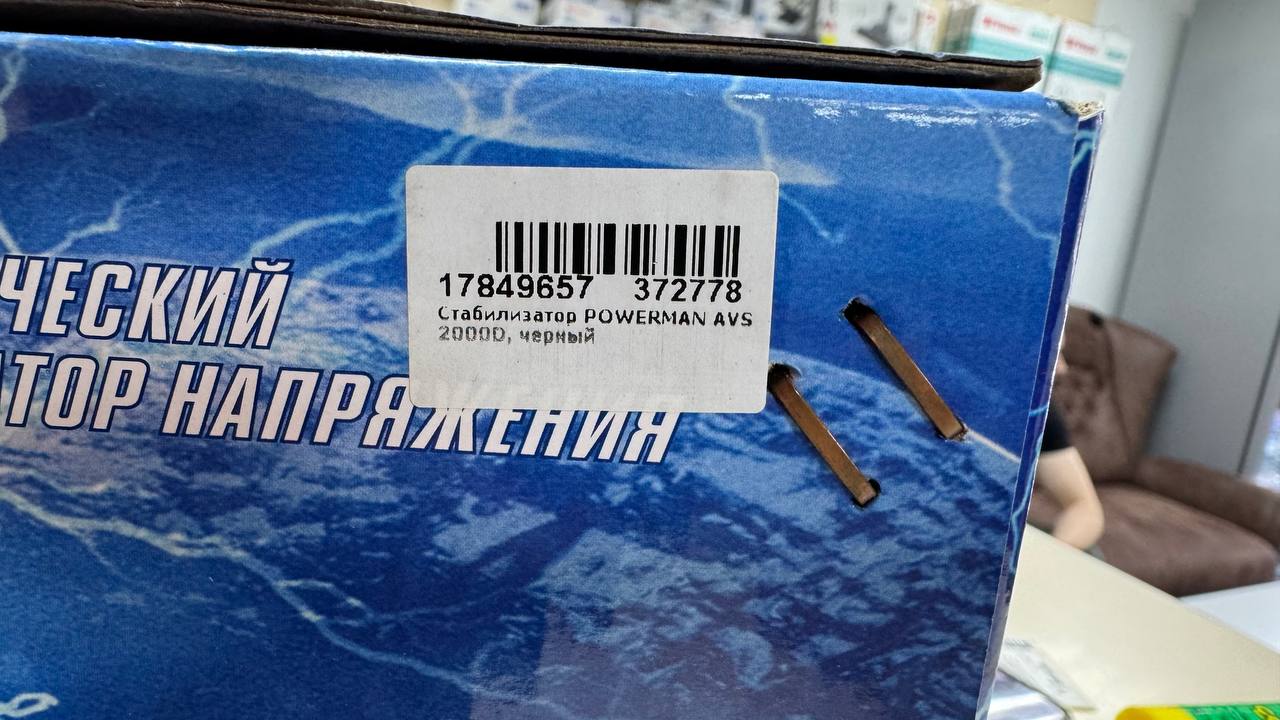 ЧЕСКИЙ
АТОР НАПРЯЖЕНИЯ
17849657 372778
Стабилизатор POWERMAN AVS
2000D, черный